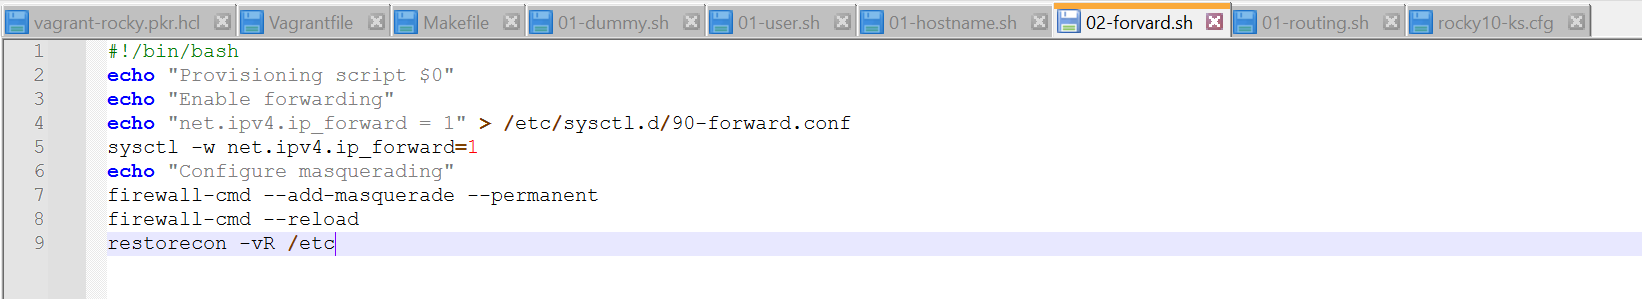 vagrant-rocky.pkr.hcl Vagrantfile Makefile 01-dummy.sh 01-user.sh 01-hostname.sh 02-forvard.sh 01-routing.sh rocky10-ks.cfg
1 #!/bin/bash
2 echo "Provisioning script $0"
3 echo "Enable forwarding"
4 echo "net.ipv4.ip_forward = 1" > /etc/sysctl.d/90-forward.conf
5 sysctl -w net.ipv4.ip_forward=1
6 echo "Configure masquerading"
7 firewall-cmd --add-masquerade --permanent
8 firewall-cmd --reload
9 restorecon -vR /etc